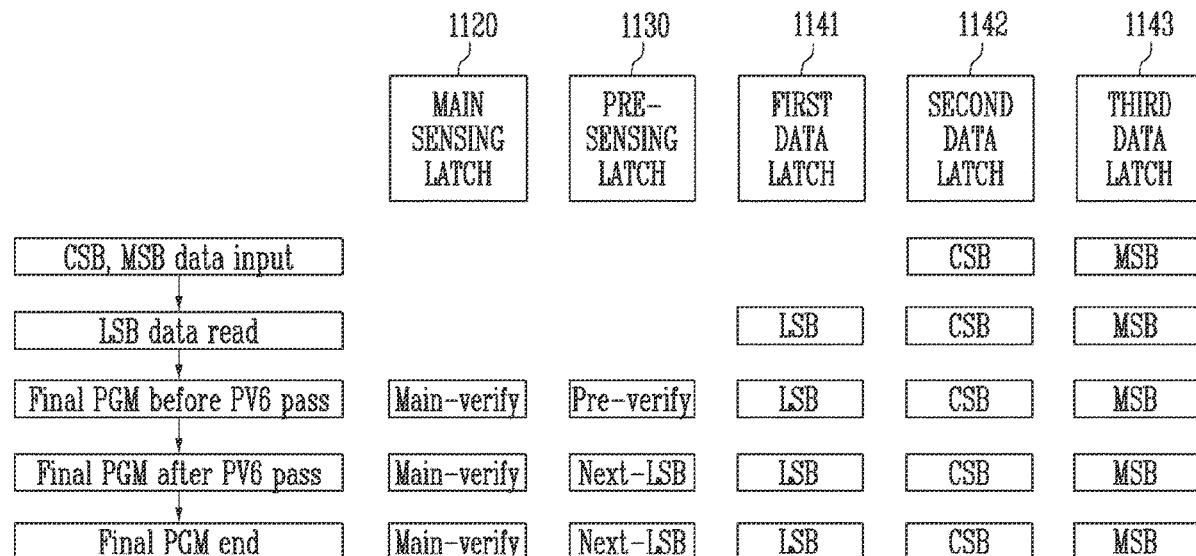 1120 1130 1141 1142 1143
MAIN PRE- FIRST SECOND THIRD
SENSING SENSING DATA DATA DATA
LATCH LATCH LATCH LATCH LATCH
CSB, MSB data input CSB MSB
LSB data read LSB CSB MSB
Final PGM before PV6 pass Main-verify Pre-verify LSB CSB MSB
Final PGM after PV6 pass Main-verify Next-LSB LSB CSB MSB
Final PGM end Main-verify Next-LSB LSB CSB MSB